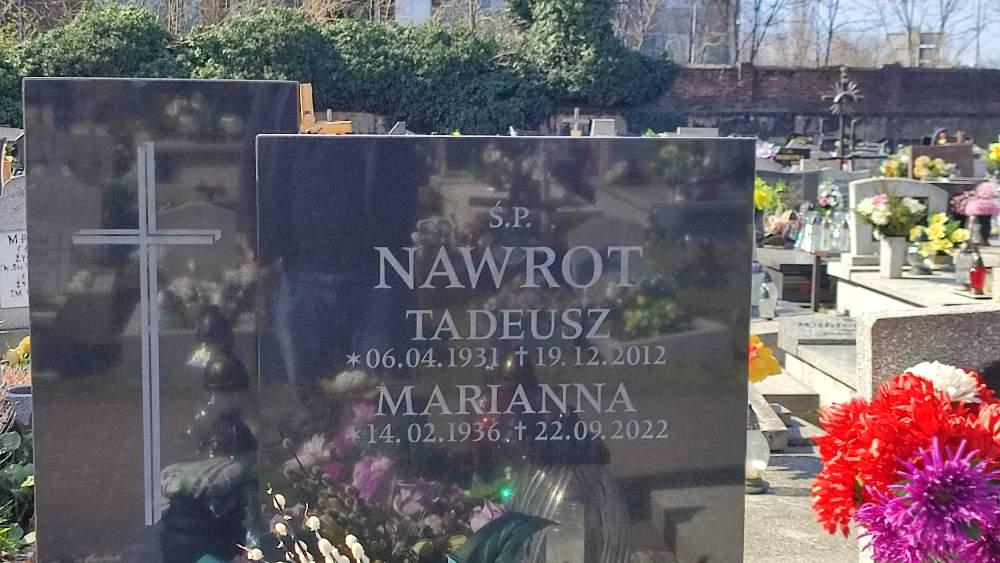 Ś.P.
NAWROT
TADEUSZ
*06.04.1931 †19.12.2012
MARIANNA
*14.02.1936 †22.09.2022